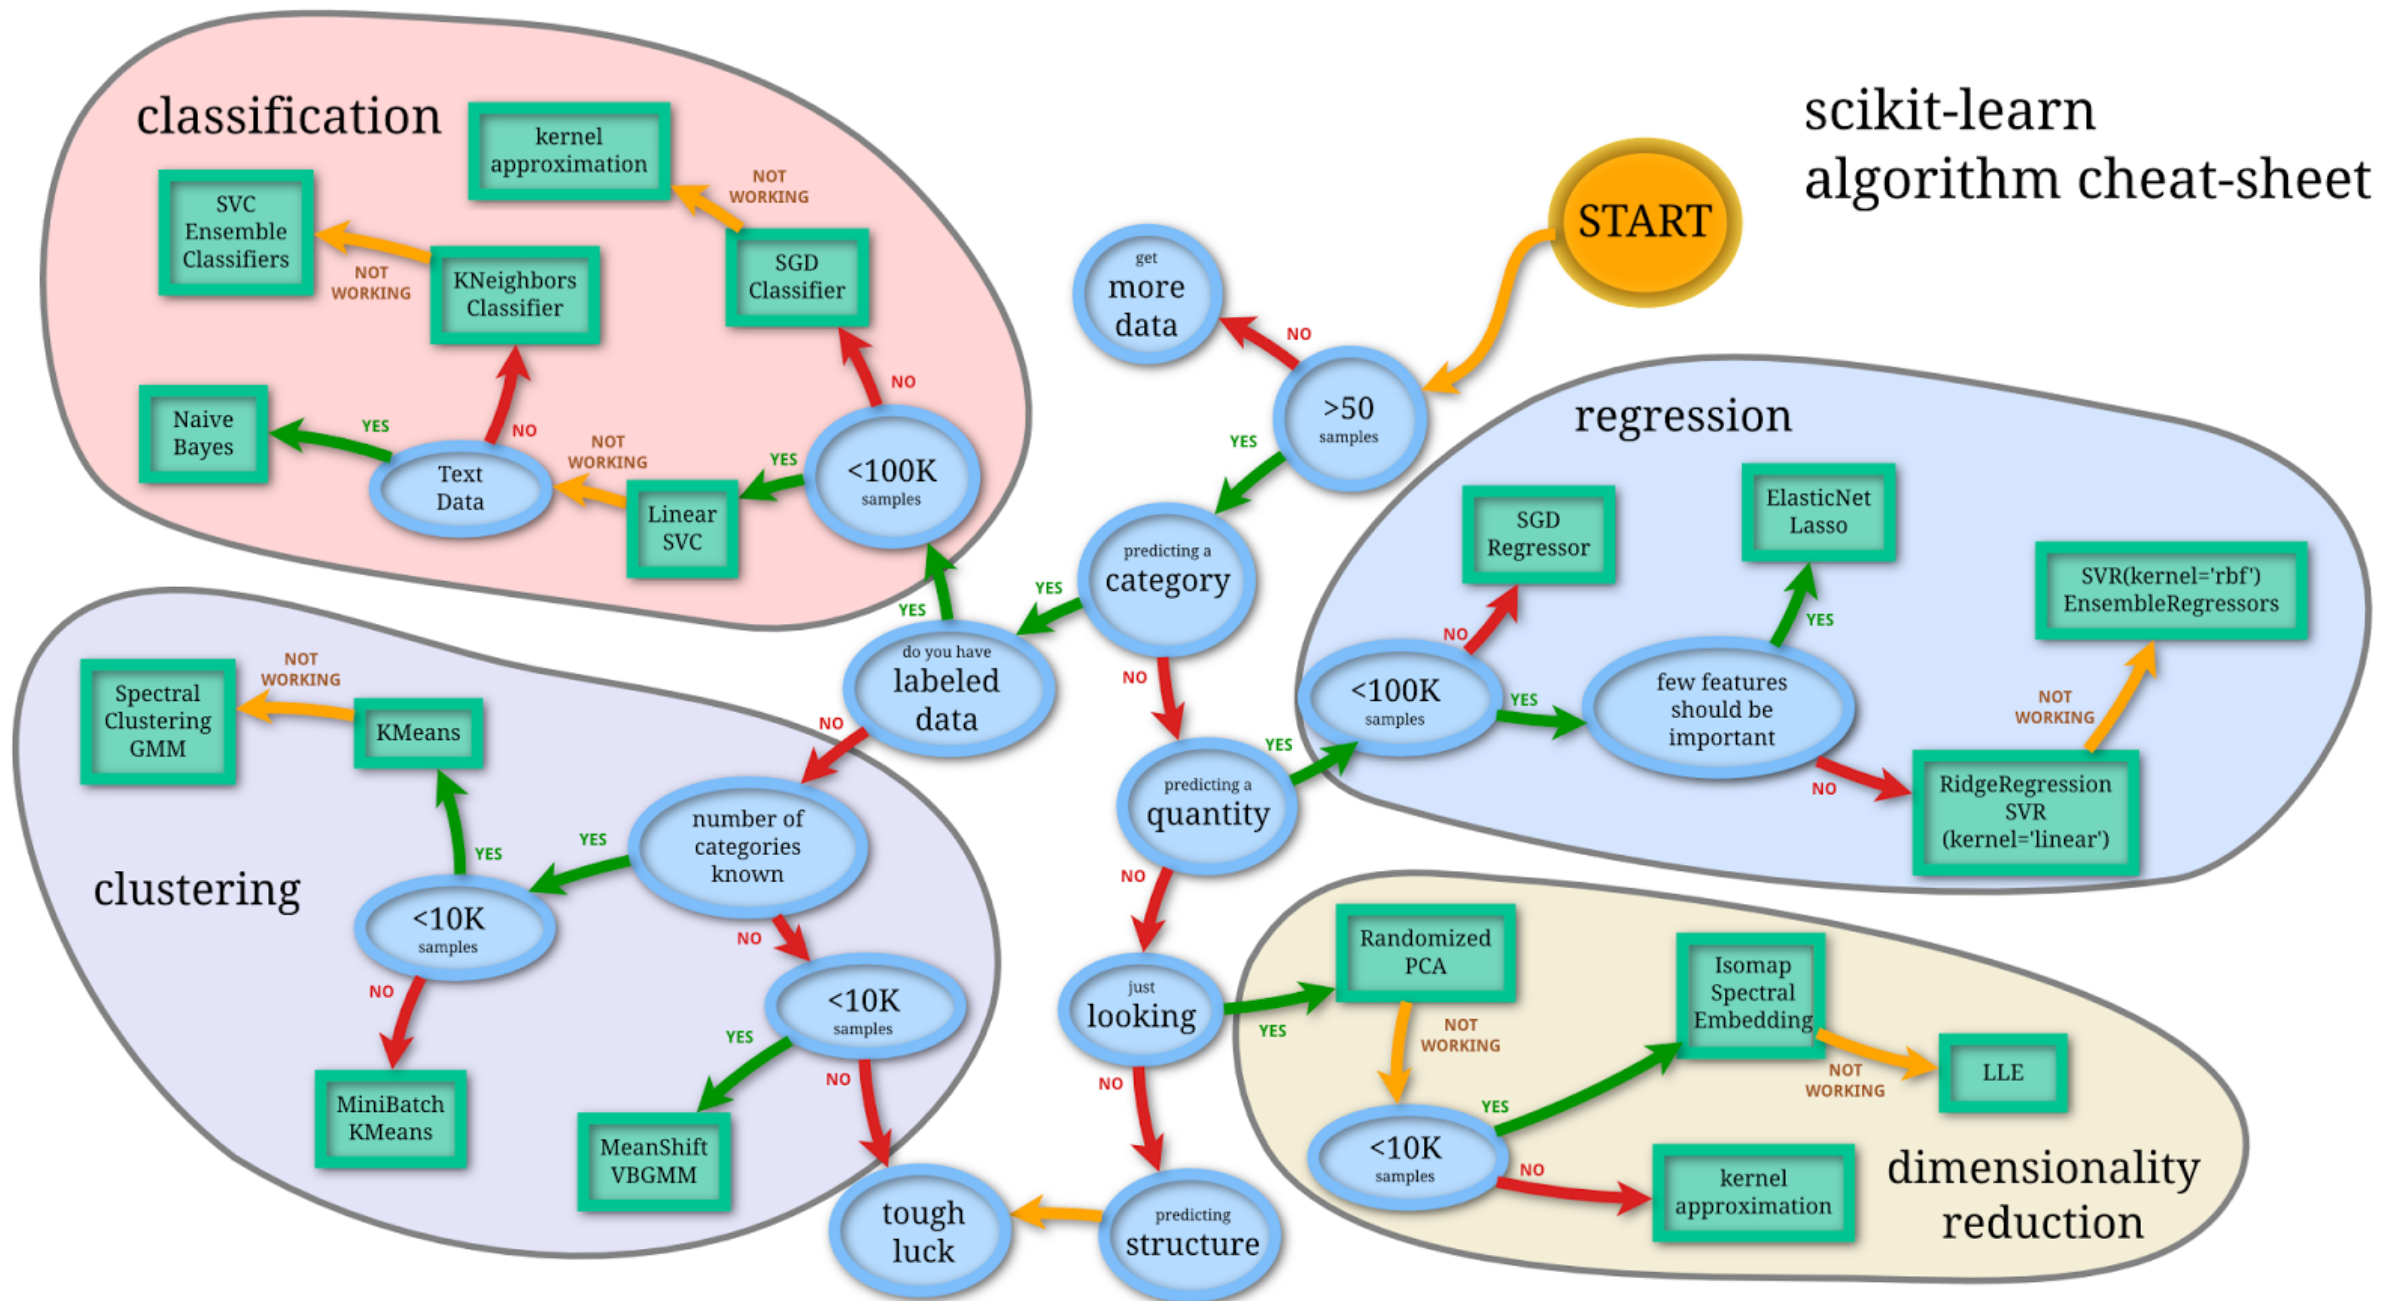 scikit-learn
algorithm cheat-sheet
START
classification
kernel
approximation
NOT
WORKING
SVC
Ensemble
Classifiers
NOT
WORKING
KNeighbors
Classifier
SGD
Classifier
NO
Naive
Bayes
YES
NO
Text
Data
NOT
WORKING
Linear
SVC
YES
<100K
samples
YES
get
more
data
NO
>50
samples
YES
predicting a
category
YES
NO
do you have
labeled
data
NO
predicting a
quantity
YES
NO
just
looking
YES
NO
predicting
structure
tough
luck
regression
SGD
Regressor
ElasticNet
Lasso
SVR(kernel='rbf')
EnsembleRegressors
NO
YES
<100K
samples
YES
few features
should be
important
NOT
WORKING
NO
RidgeRegression
SVR
(kernel='linear')
clustering
Spectral
Clustering
GMM
NOT
WORKING
KMeans
number of
categories
known
YES
YES
<10K
samples
NO
NO
MiniBatch
KMeans
<10K
samples
YES
NO
MeanShift
VBGMM
Randomized
PCA
NOT
WORKING
Isomap
Spectral
Embedding
NOT
WORKING
LLE
YES
<10K
samples
NO
kernel
approximation
dimensionality
reduction